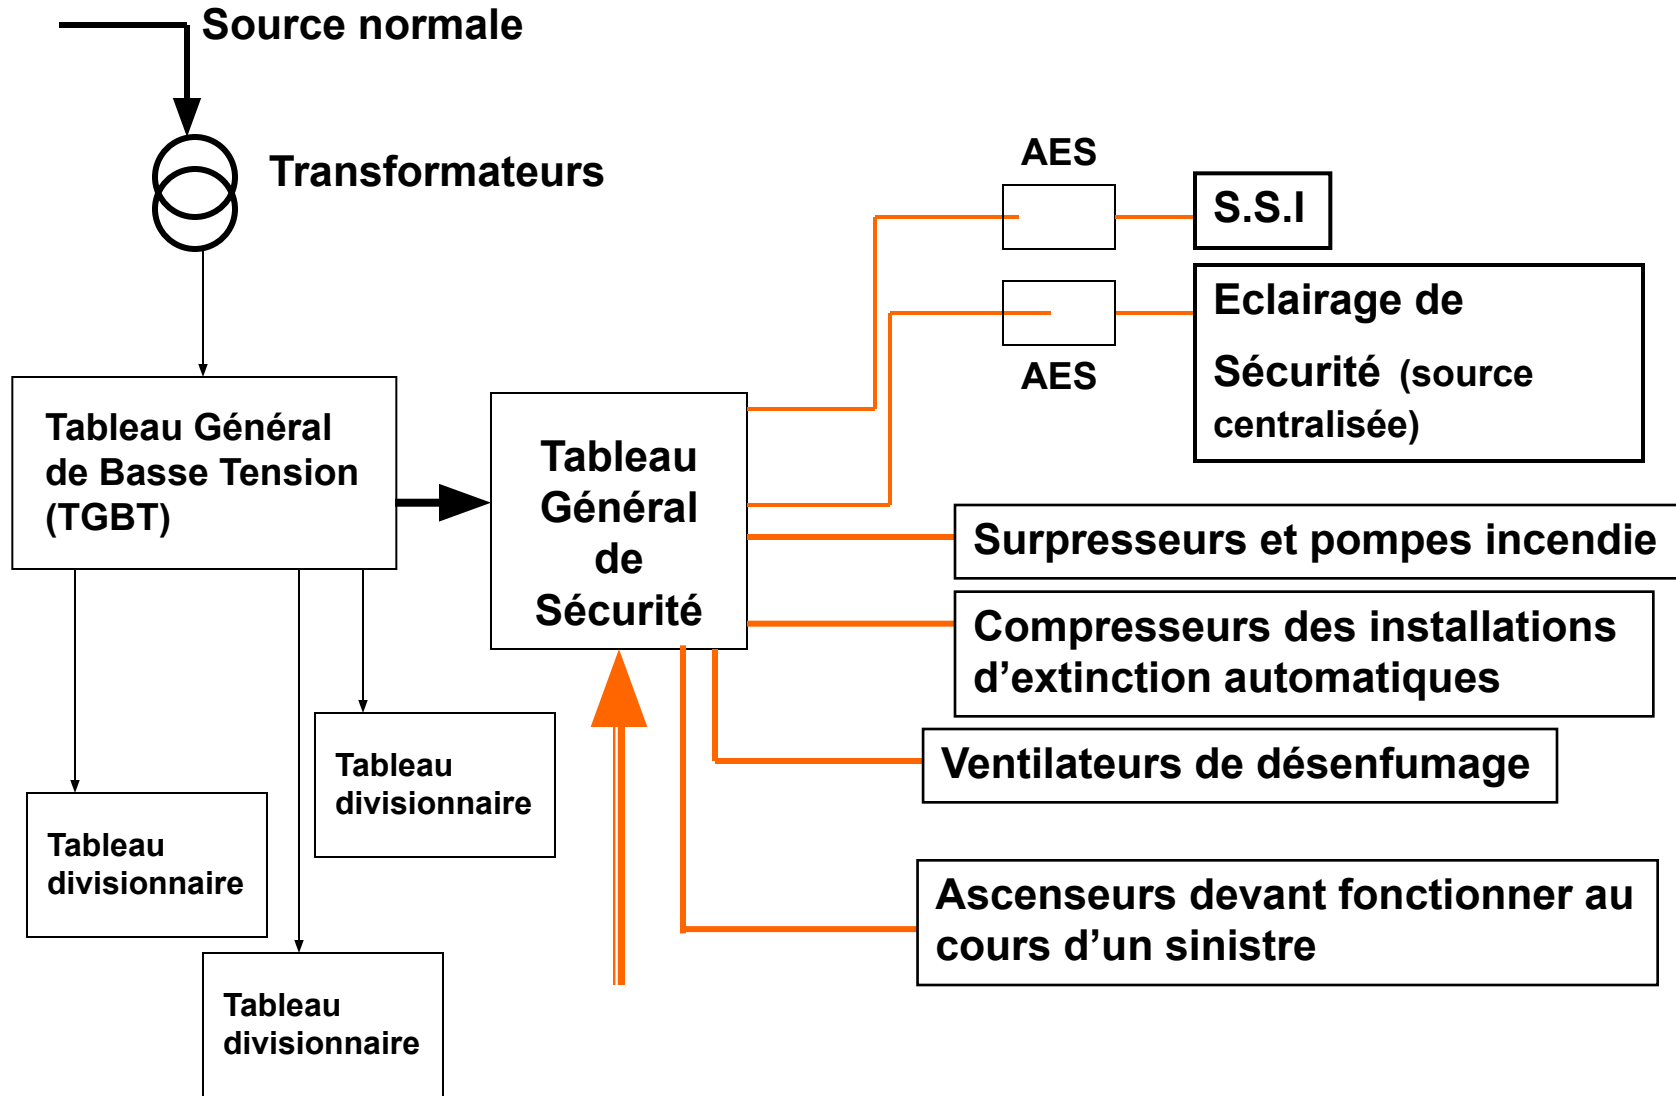 Source normale
Transformateurs
AES
S.S.I
Eclairage de
Sécurité (source
centralisée)
AES
Tableau Général
de Basse Tension
(TGBT)
Tableau
Général
de
Sécurité
Surpresseurs et pompes incendie
Compresseurs des installations
d’extinction automatiques
Ventilateurs de désenfumage
Ascenseurs devant fonctionner au
cours d’un sinistre
Tableau
divisionnaire
Tableau
divisionnaire
Tableau
divisionnaire